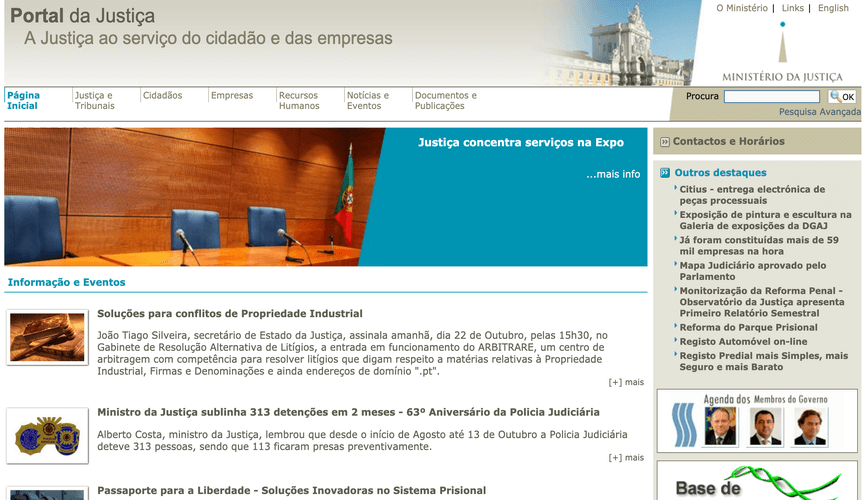 Portal da Justiça
A Justiça ao serviço do cidadão e das empresas
O Ministério | Links | English
MINISTÉRIO DA JUSTIÇA
Página
Inicial
Justiça e
Tribunais
Cidadãos
Empresas
Recursos
Humanos
Notícias e
Eventos
Documentos e
Publicações
Procura
OK
Pesquisa Avançada
Justiça concentra serviços na Expo
...mais info
Informação e Eventos
Soluções para conflitos de Propriedade Industrial
João Tiago Silveira, secretário de Estado da Justiça, assinala amanhã, dia 22 de Outubro, pelas 15h30, no
Gabinete de Resolução Alternativa de Litígios, a entrada em funcionamento do ARBITRARE, um centro de
arbitragem com competência para resolver litígios que digam respeito a matérias relativas à Propriedade
Industrial, Firmas e Denominações e ainda endereços de domínio ".pt".
[+] mais
Ministro da Justiça sublinha 313 detenções em 2 meses - 63º Aniversário da Policia Judiciária
Alberto Costa, ministro da Justiça, lembrou que desde o início de Agosto até 13 de Outubro a Policia Judiciária
deteve 313 pessoas, sendo que 113 ficaram presas preventivamente.
[+] mais
Passaporte para a Liberdade - Soluções Inovadoras no Sistema Prisional
Contactos e Horários
Outros destaques
Citius - entrega electrónica de
peças processuais
Exposição de pintura e escultura na
Galeria de exposições da DGAJ
Já foram constituídas mais de 59
mil empresas na hora
Mapa Judiciário aprovado pelo
Parlamento
Monitorização da Reforma Penal -
Observatório da Justiça apresenta
Primeiro Relatório Semestral
Reforma do Parque Prisional
Registo Automóvel on-line
Registo Predial mais Simples, mais
Seguro e mais Barato
Agenda dos Membros do Governo
Base de